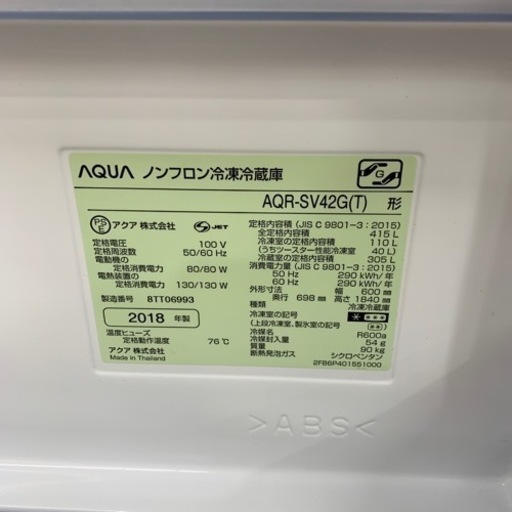 AQUA ノンフロン冷凍冷蔵庫
G
AQR-SV42G(T) 形
PS E アクア 株式会社 S JET
定格電圧 100 V
定格周波数 50/60 Hz
電動機の
定格消費電力 80/80 W
電熱装置の
定格消費電力 130/130 W
製造番号 8TT06993
2018 年製
温度ヒューズ
定格動作温度 76℃
アクア 株式会社
Made in Thailand
定格内容積 (JIS C 9801-3:2015)
全定格内容積 415 L
冷凍室の定格内容積 110 L
(うちツースター性能冷凍室 40 L)
冷蔵室の定格内容積 305 L
消費電力量 (JIS C 9801-3:2015)
50 Hz 290 kWh/年
60 Hz 290 kWh/年
外形寸法 幅 600 mm
奥行 698 mm 高さ 1840 mm
種類 冷凍冷蔵庫
冷凍室の記号
(上段冷凍室、製氷室の記号
冷媒名 R600a
冷媒封入量 54 g
質量 90 kg
断熱発泡ガス シクロペンタン
2FB6P401551000
>ABS<